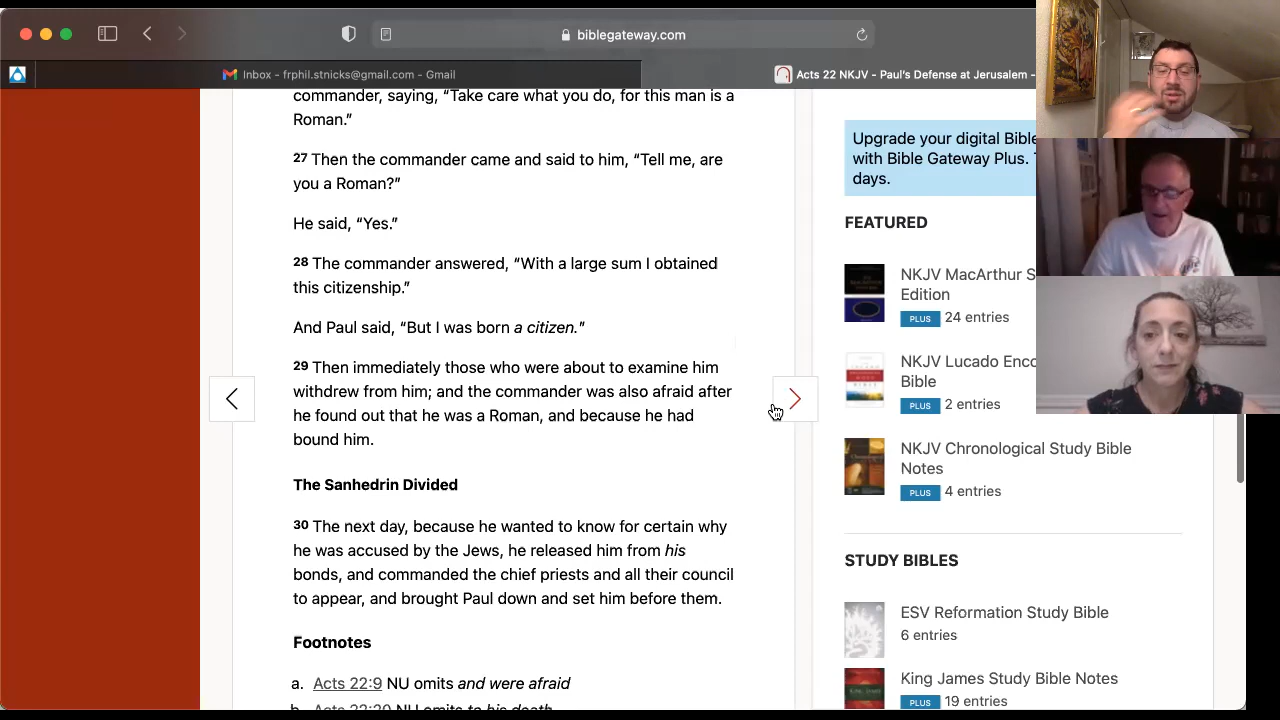 biblegateway.com
Inbox - frphil.stnicks@gmail.com - Gmail
Acts 22 NKJV - Paul's Defense at Jerusalem -
commander, saying, “Take care what you do, for this man is a
Roman.”
27 Then the commander came and said to him, “Tell me, are
you a Roman?”
He said, “Yes.”
28 The commander answered, “With a large sum I obtained
this citizenship.”
And Paul said, “But I was born a citizen.”
29 Then immediately those who were about to examine him
withdrew from him; and the commander was also afraid after
he found out that he was a Roman, and because he had
bound him.
The Sanhedrin Divided
30 The next day, because he wanted to know for certain why
he was accused by the Jews, he released him from his
bonds, and commanded the chief priests and all their council
to appear, and brought Paul down and set him before them.
Footnotes
a. Acts 22:9 NU omits and were afraid
b. Acts 22:20 NU omits to his death
Upgrade your digital Bible
with Bible Gateway Plus.
days.
FEATURED
NKJV MacArthur S
Edition
PLUS 24 entries
NKJV Lucado Enco
Bible
PLUS 2 entries
NKJV Chronological Study Bible
Notes
PLUS 4 entries
STUDY BIBLES
ESV Reformation Study Bible
6 entries
King James Study Bible Notes
PLUS 19 entries